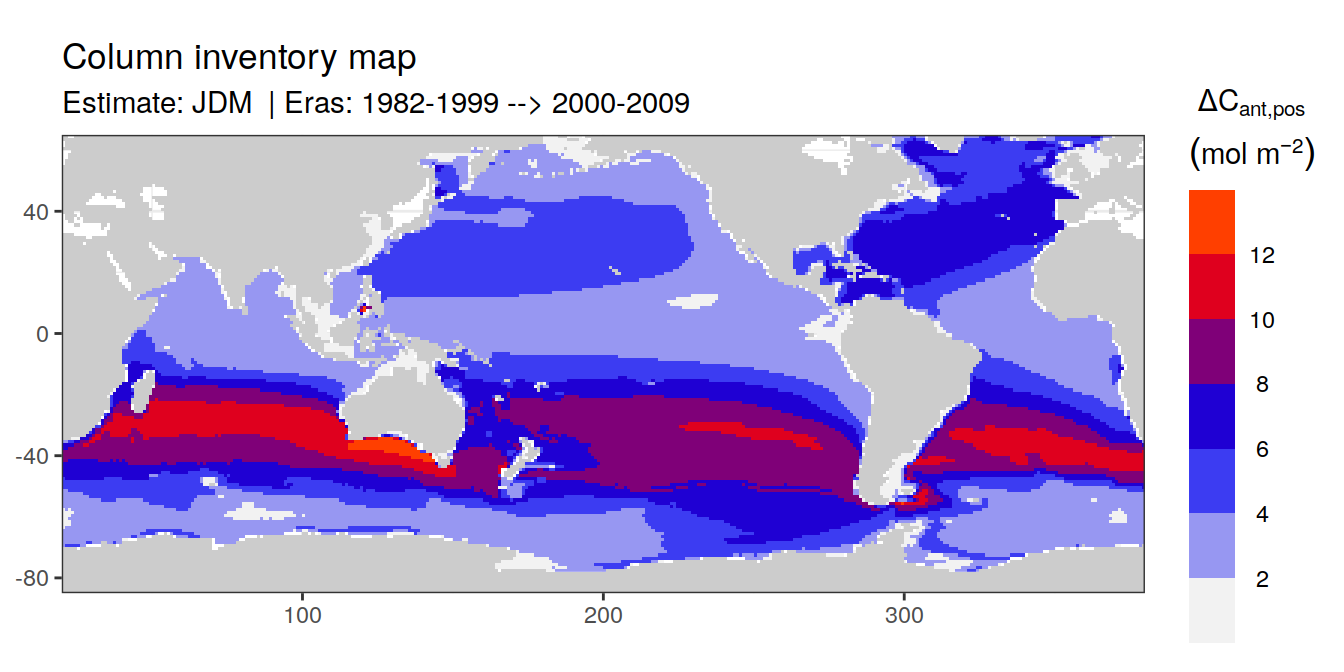 Column inventory map
Estimate: JDM | Eras: 1982-1999 --> 2000-2009
ΔCant,pos
(mol m−2)
12
10
8
6
4
2
40
0
-40
-80
100 200 300